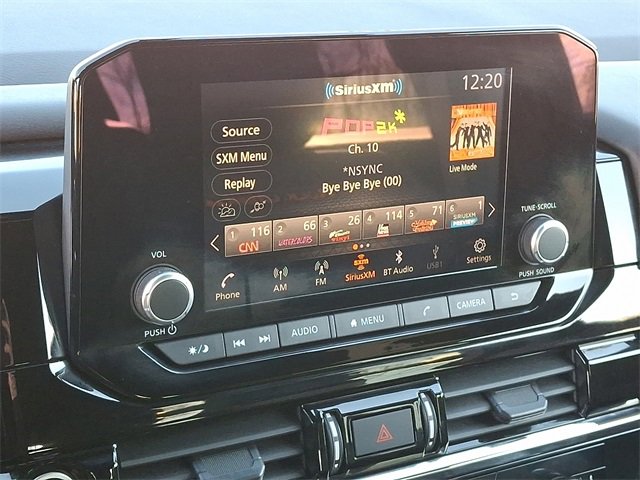 SiriusXM
12:20
POP2K
Ch. 10
Source
SXM Menu
*NSYNC
Replay
Bye Bye Bye (00)
Live Mode
1 116 CNN
2 66 WATERCOLORS
3 26
4 114
5 71
6 1 SIRIUSXM PREVIEW
Phone
AM
FM
sxm SiriusXM
BT Audio
USB1
Settings
VOL
PUSH
TUNE·SCROLL
PUSH SOUND
AUDIO
MENU
CAMERA